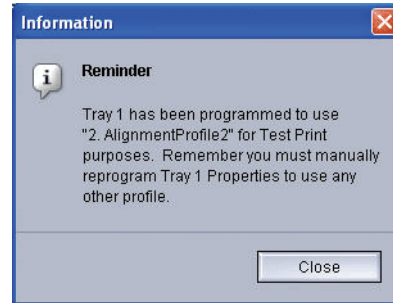 Information
Reminder
Tray 1 has been programmed to use
"2. AlignmentProfile2" for Test Print
purposes. Remember you must manually
reprogram Tray 1 Properties to use any
other profile.
Close